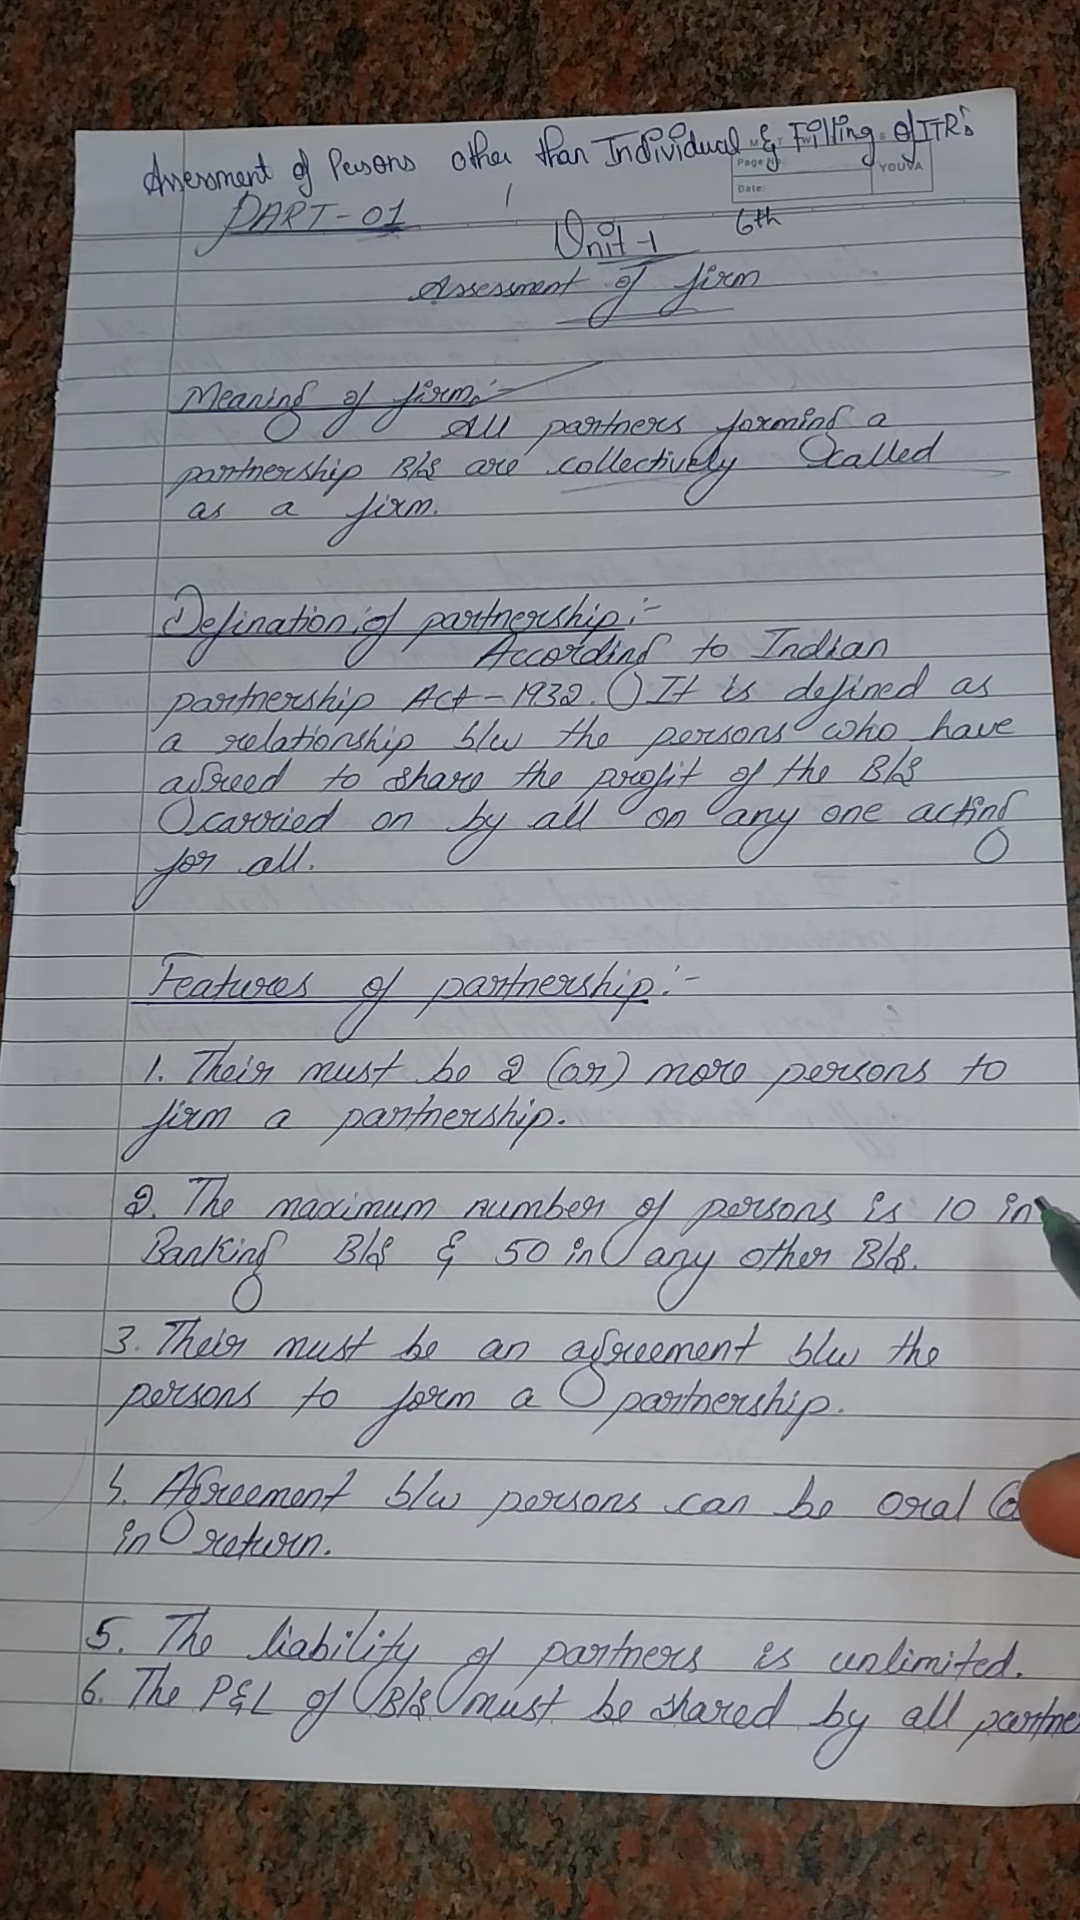 Assessment of Persons other than Individual & Filling of ITR's
Page No
YOUVA
Date:
PART-01
6th
Unit-1
Assessment of firm
Meaning of firm:-
All partners forming a
partnership B/s are collectively called
as a firm.
Defination of partnership:-
According to Indian
partnership Act-1932. It is defined as
a relationship b/w the persons who have
agreed to share the profit of the B/s
carried on by all or any one acting
for all.
Features of partnership:-
1. Their must be 2 (or) more persons to
firm a partnership.
2. The maximum number of persons is 10 in
Banking B/s & 50 in any other B/s.
3. Their must be an agreement b/w the
persons to form a partnership.
4. Agreement b/w persons can be oral
in return.
5. The liability of partners is unlimited.
6. The P&L of B/s must be shared by all partne